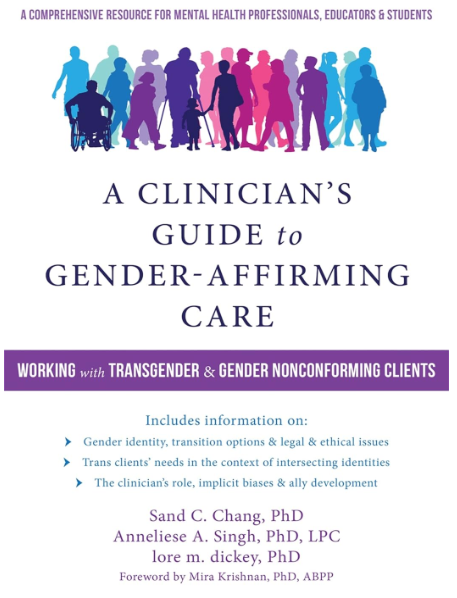 A COMPREHENSIVE RESOURCE FOR MENTAL HEALTH PROFESSIONALS, EDUCATORS & STUDENTS
A CLINICIAN'S
GUIDE to
GENDER-AFFIRMING
CARE
WORKING with TRANSGENDER & GENDER NONCONFORMING CLIENTS
Includes information on:
Gender identity, transition options & legal & ethical issues
Trans clients' needs in the context of intersecting identities
The clinician's role, implicit biases & ally development
Sand C. Chang, PhD
Anneliese A. Singh, PhD, LPC
lore m. dickey, PhD
Foreword by Mira Krishnan, PhD, ABPP